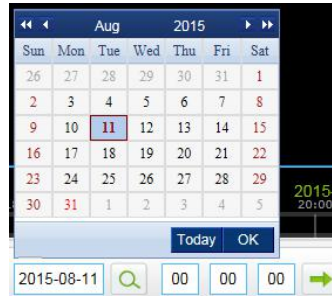 Aug 2015
Sun Mon Tue Wed Thu Fri Sat
26 27 28 29 30 31 1
2 3 4 5 6 7 8
9 10 11 12 13 14 15
16 17 18 19 20 21 22
23 24 25 26 27 28 29
30 31 1 2 3 4 5
2015-
20:00
Today OK
2015-08-11 00 00 00